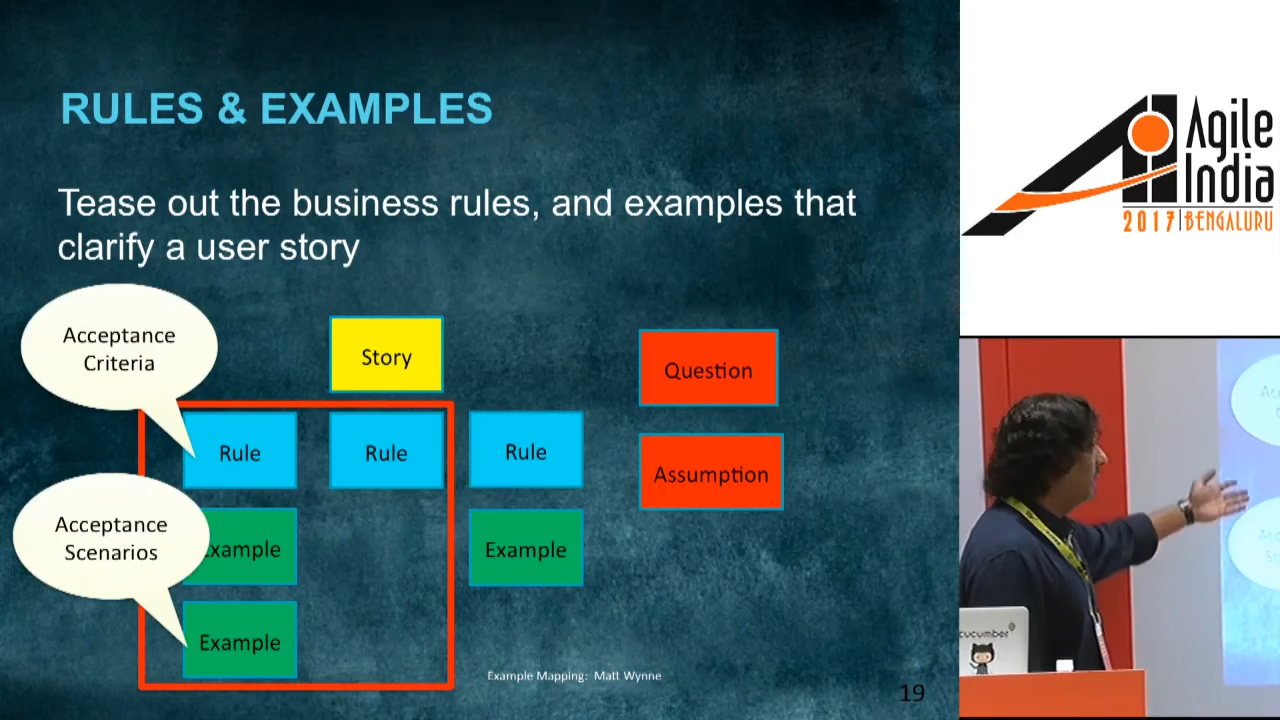 RULES & EXAMPLES
Tease out the business rules, and examples that
clarify a user story
Acceptance
Criteria
Story
Question
Rule
Rule
Rule
Assumption
Acceptance
Scenarios
Example
Example
Example
Example Mapping: Matt Wynne
19
Agile
India
2017 | BENGALURU
cucumber